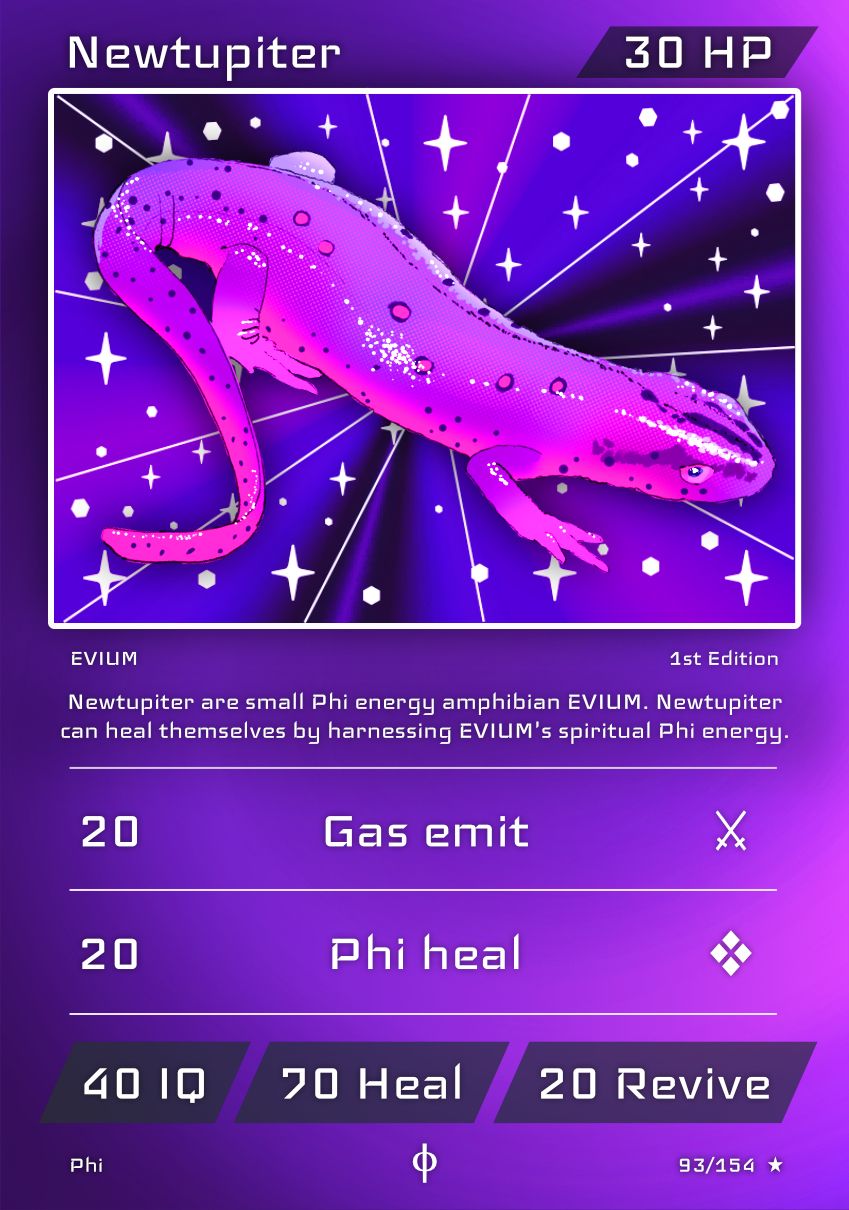 Newtupiter
30 HP
EVIUM
1st Edition
Newtupiter are small Phi energy amphibian EVIUM. Newtupiter
can heal themselves by harnessing EVIUM's spiritual Phi energy.
20 Gas emit
20 Phi heal
40 IQ
70 Heal
20 Revive
Phi
ф
93/154 ★